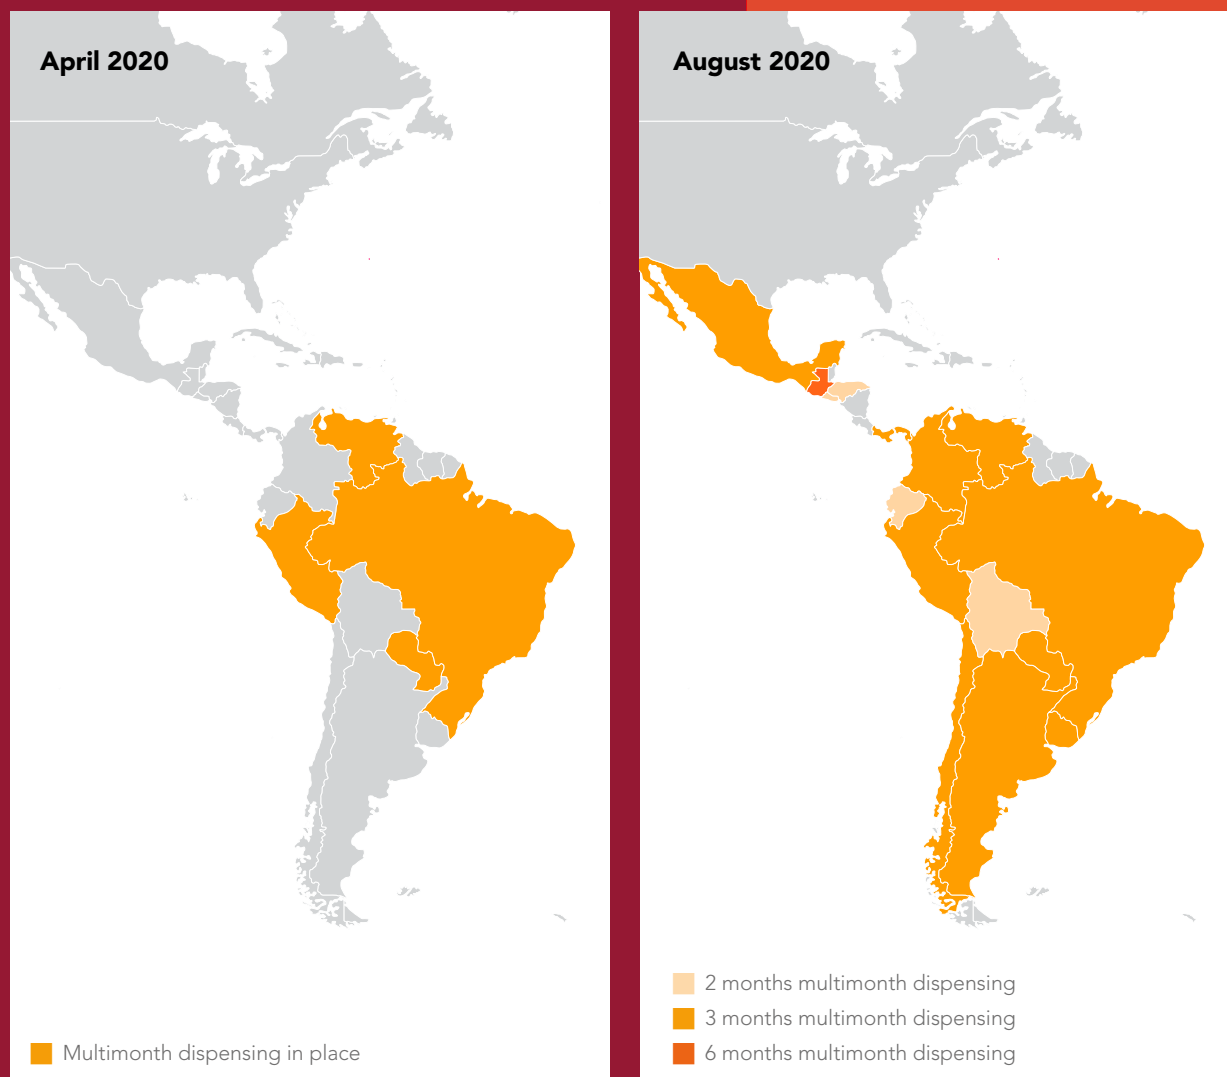 April 2020
Multimonth dispensing in place
August 2020
2 months multimonth dispensing
3 months multimonth dispensing
6 months multimonth dispensing